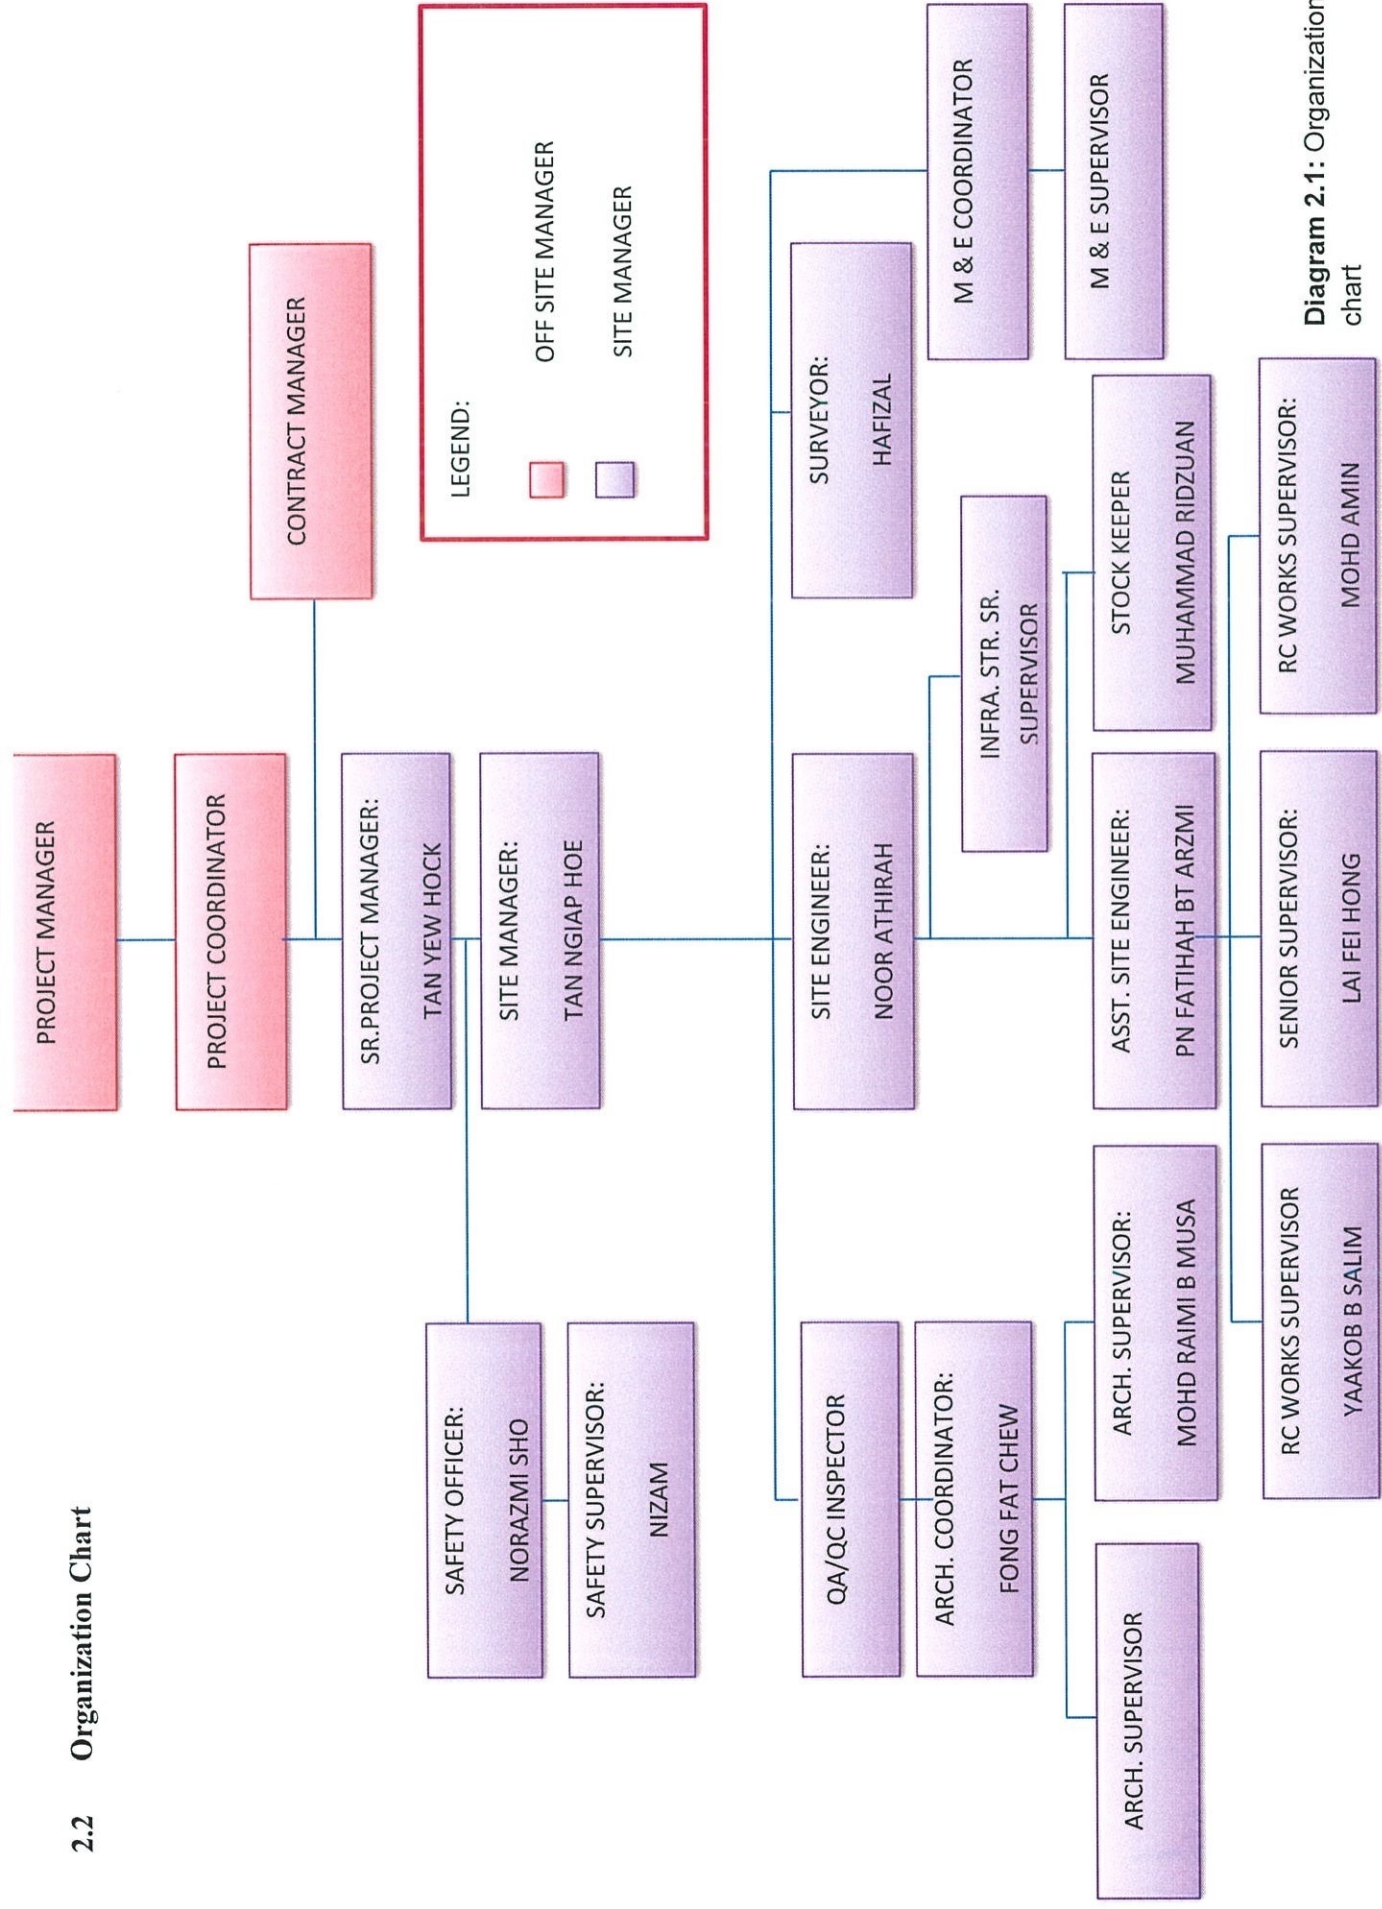 2.2 Organization Chart
PROJECT MANAGER
PROJECT COORDINATOR
CONTRACT MANAGER
SR.PROJECT MANAGER:
TAN YEW HOCK
SITE MANAGER:
TAN NGIAP HOE
SAFETY OFFICER:
NORAZMI SHO
SAFETY SUPERVISOR:
NIZAM
LEGEND:
OFF SITE MANAGER
SITE MANAGER
QA/QC INSPECTOR
ARCH. COORDINATOR:
FONG FAT CHEW
SITE ENGINEER:
NOOR ATHIRAH
SURVEYOR:
HAFIZAL
M & E COORDINATOR
M & E SUPERVISOR
INFRA. STR. SR.
SUPERVISOR
ARCH. SUPERVISOR
ARCH. SUPERVISOR:
MOHD RAIMI B MUSA
ASST. SITE ENGINEER:
PN FATIHAH BT ARZMI
STOCK KEEPER
MUHAMMAD RIDZUAN
RC WORKS SUPERVISOR
YAAKOB B SALIM
SENIOR SUPERVISOR:
LAI FEI HONG
RC WORKS SUPERVISOR:
MOHD AMIN
Diagram 2.1: Organization
chart